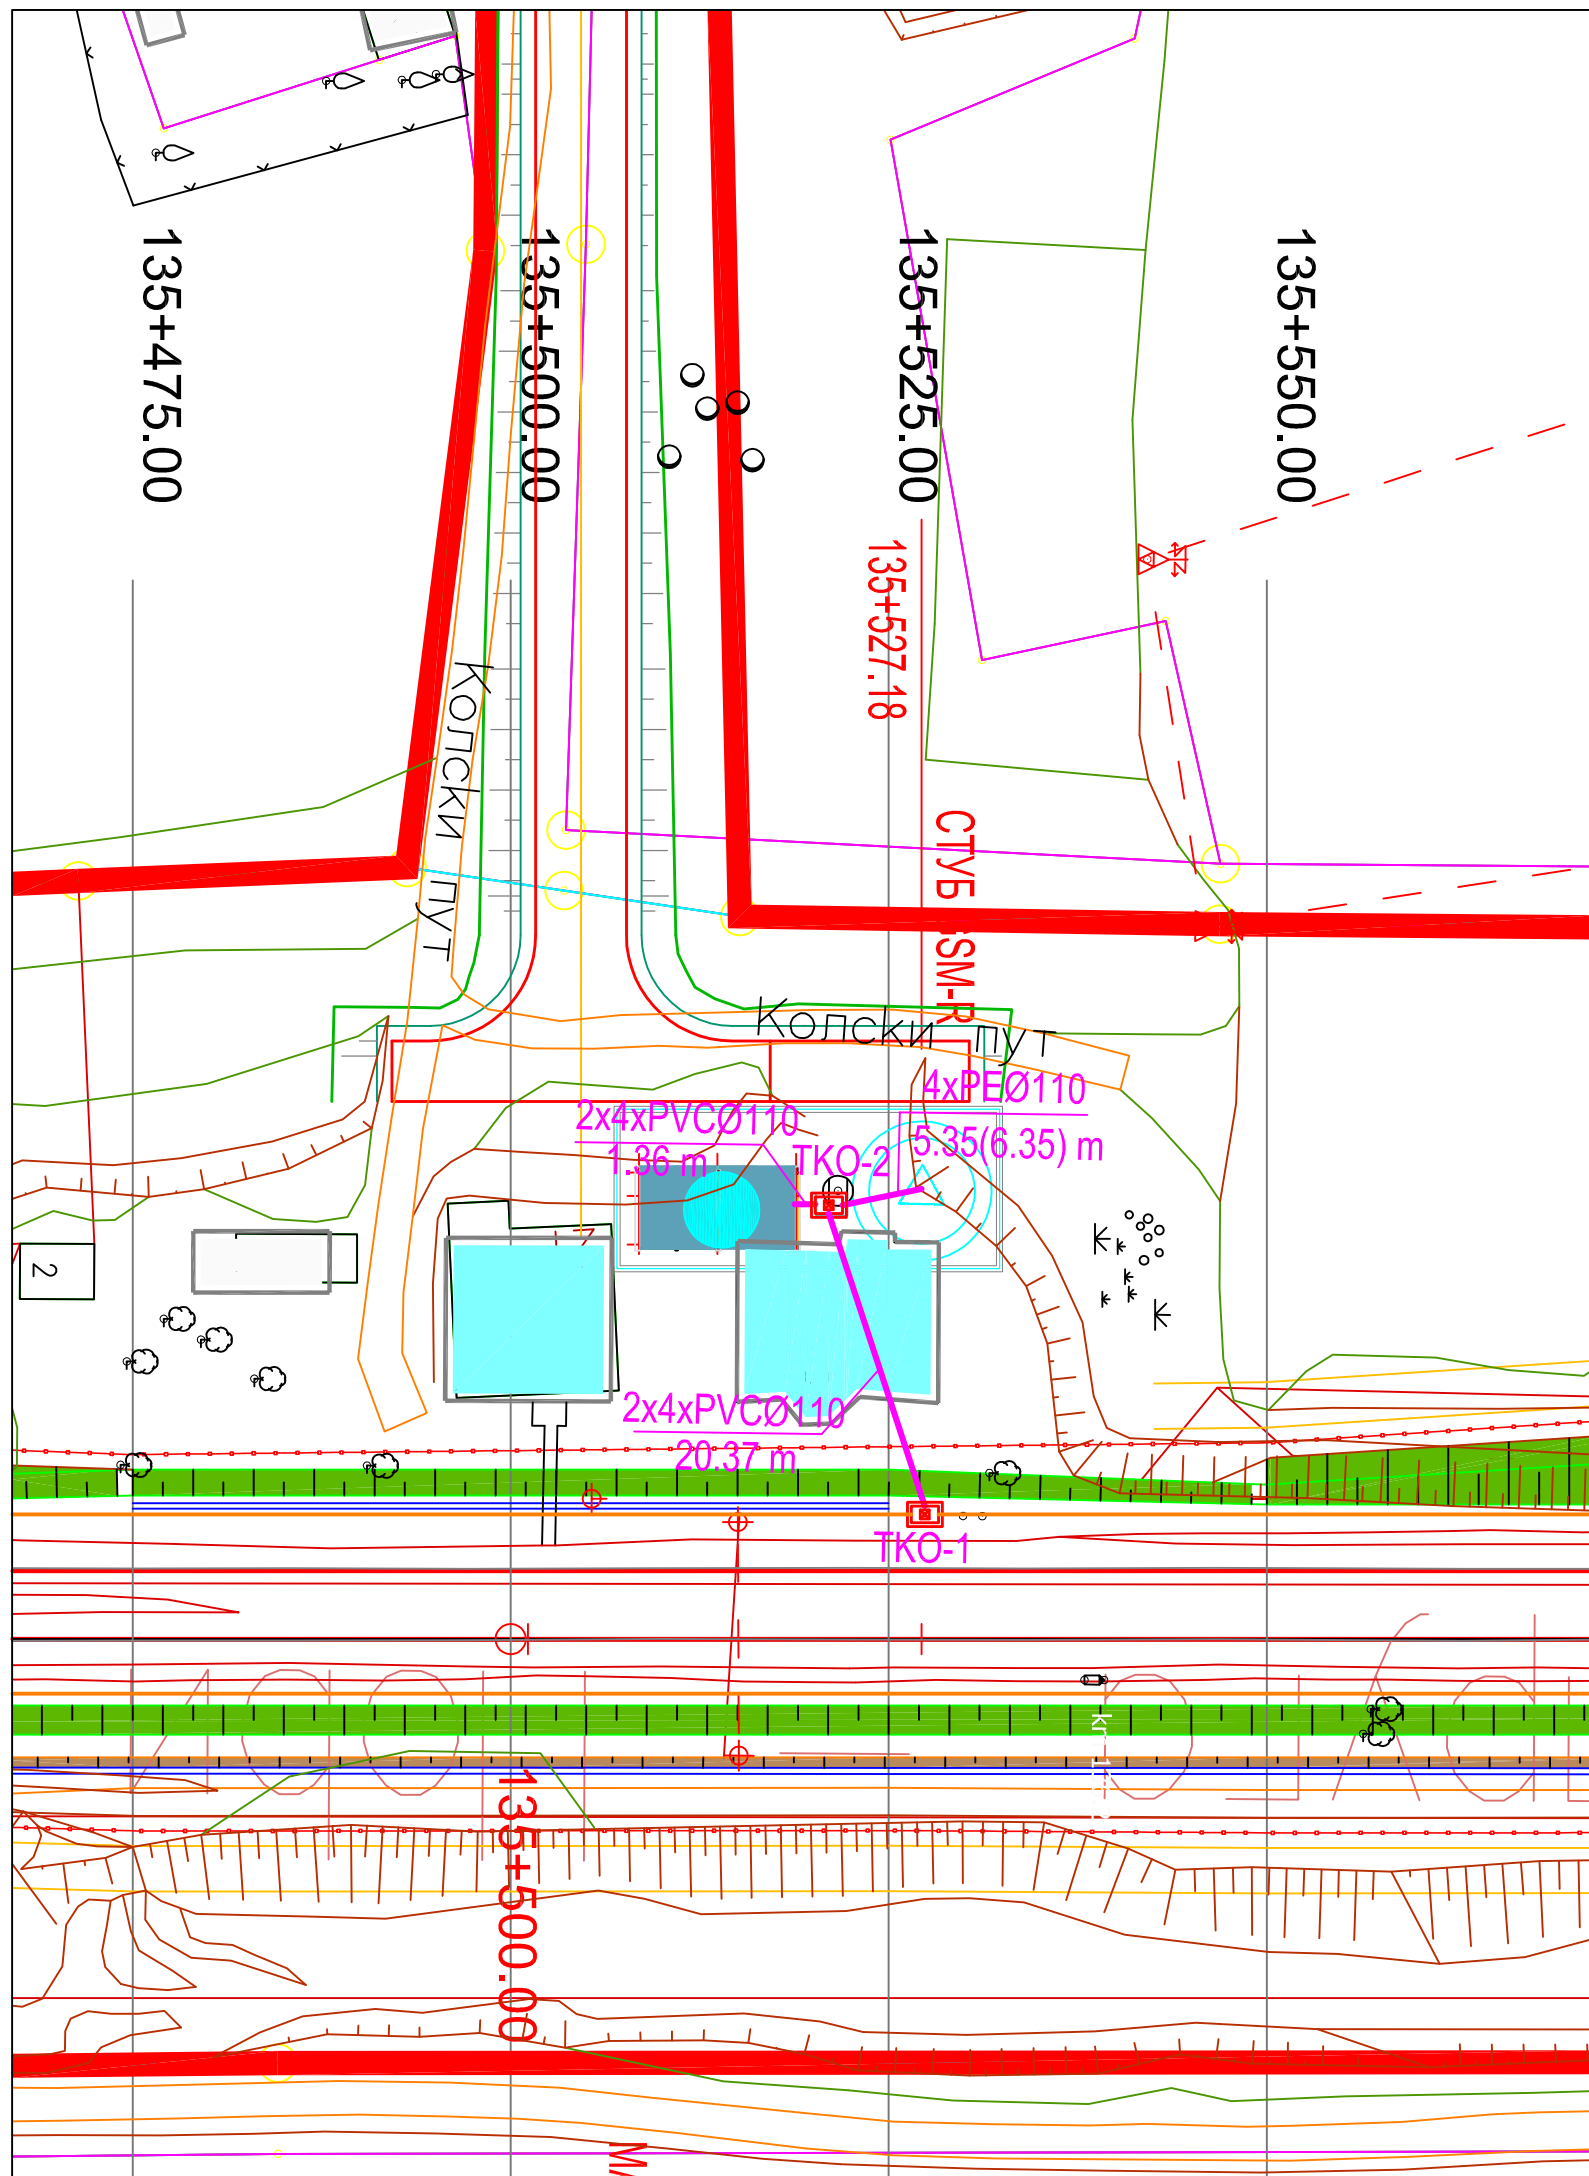 135+475.00
135+500.00
135+525.00
135+550.00
135+527.18
Колски пут
СТУБ GSM-R
Колски пут
4xPEØ110
5.35(6.35) m
2x4xPVCØ110
1.36 m
TKO-2
2
2x4xPVCØ110
20.37 m
TKO-1
135+500.00